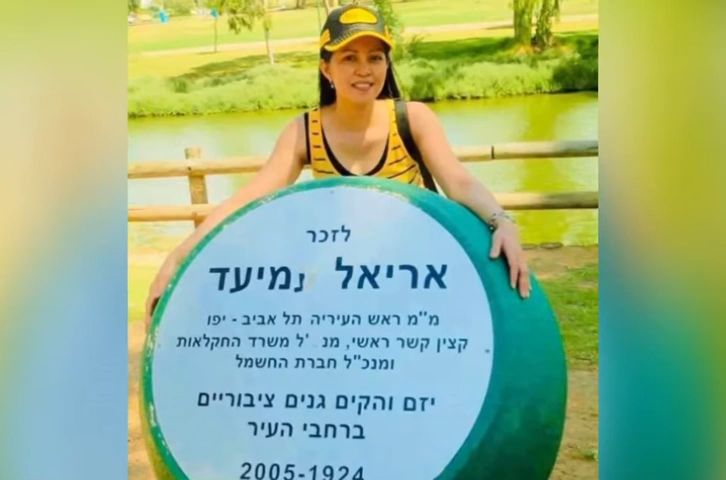 לזכר
אריאל
מ"מ ראש העיריה תל אביב - יפו
קצין קשר ראשי, משרד החקלאות
ומנכ"ל חברת החשמל
יזם והקים גנים ציבוריים
ברחבי העיר
2005-1924